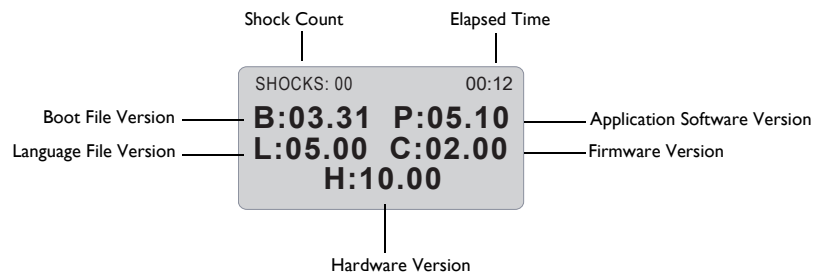 Shock Count Elapsed Time
SHOCKS: 00 00:12
Boot File Version B:03.31 P:05.10 Application Software Version
Language File Version L:05.00 C:02.00 Firmware Version
H:10.00
Hardware Version